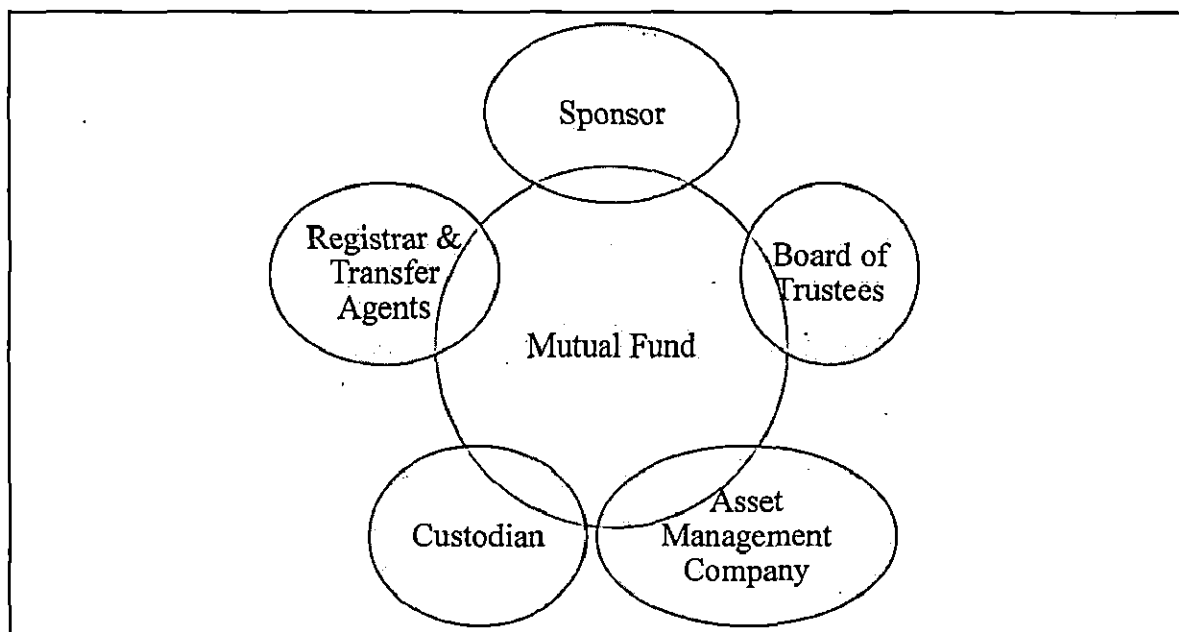 Sponsor
Registrar &
Transfer
Agents
Board of
Trustees
Mutual Fund
Custodian
Asset
Management
Company